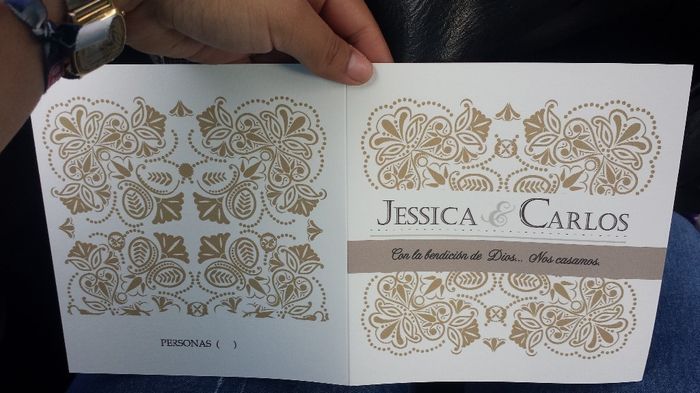 PERSONAS (    )
JESSICA & CARLOS
Con la bendición de Dios... Nos casamos.